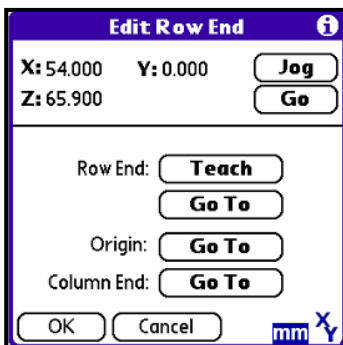 Edit Row End i
X: 54.000 Y: 0.000 Jog
Z: 65.900 Go
Row End: Teach
Go To
Origin: Go To
Column End: Go To
OK Cancel mm XY